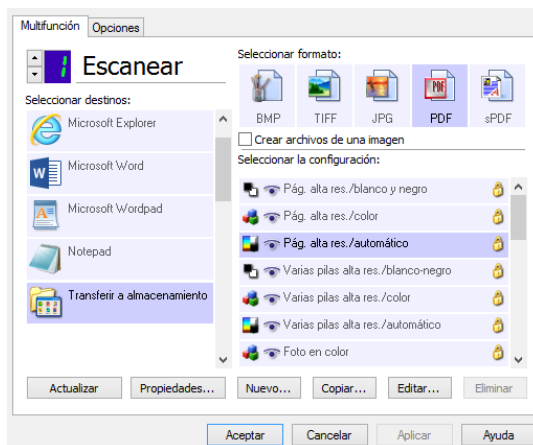 Multifunción Opciones
1 Escanear
Seleccionar destinos:
Microsoft Explorer
Microsoft Word
Microsoft Wordpad
Notepad
Transferir a almacenamiento
Actualizar Propiedades...
Seleccionar formato:
BMP TIFF JPG PDF sPDF
Crear archivos de una imagen
Seleccionar la configuración:
Pág. alta res./blanco y negro
Pág. alta res./color
Pág. alta res./automático
Varias pilas alta res./blanco-negro
Varias pilas alta res./color
Varias pilas alta res./automático
Foto en color
Nuevo... Copiar... Editar... Eliminar
Aceptar Cancelar Aplicar Ayuda